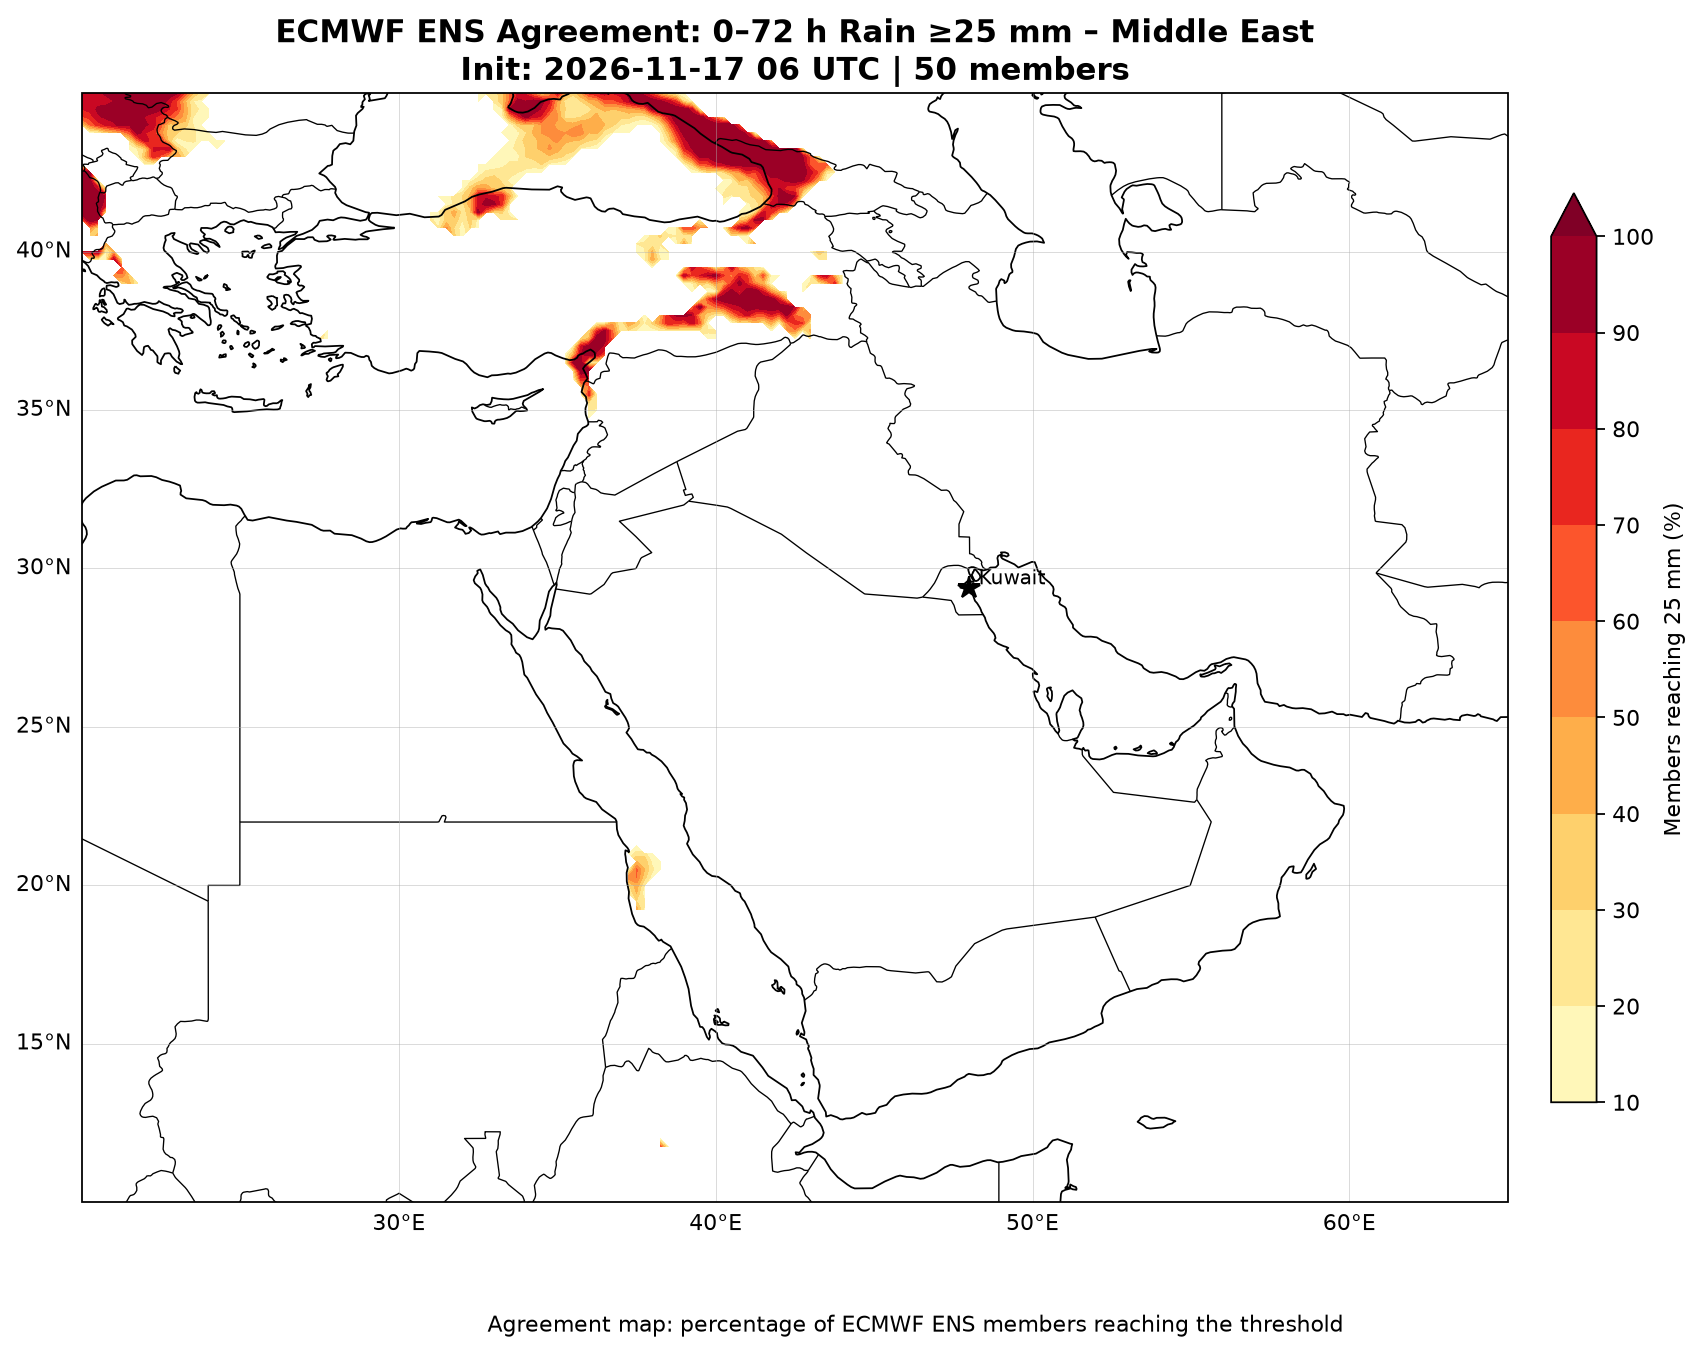 ECMWF ENS Agreement: 0–72 h Rain ≥25 mm – Middle East
Init: 2026-11-17 06 UTC | 50 members
40°N
35°N
30°N
25°N
20°N
15°N
30°E
40°E
50°E
60°E
Kuwait
100
90
80
70
60
50
40
30
20
10
Members reaching 25 mm (%)
Agreement map: percentage of ECMWF ENS members reaching the threshold